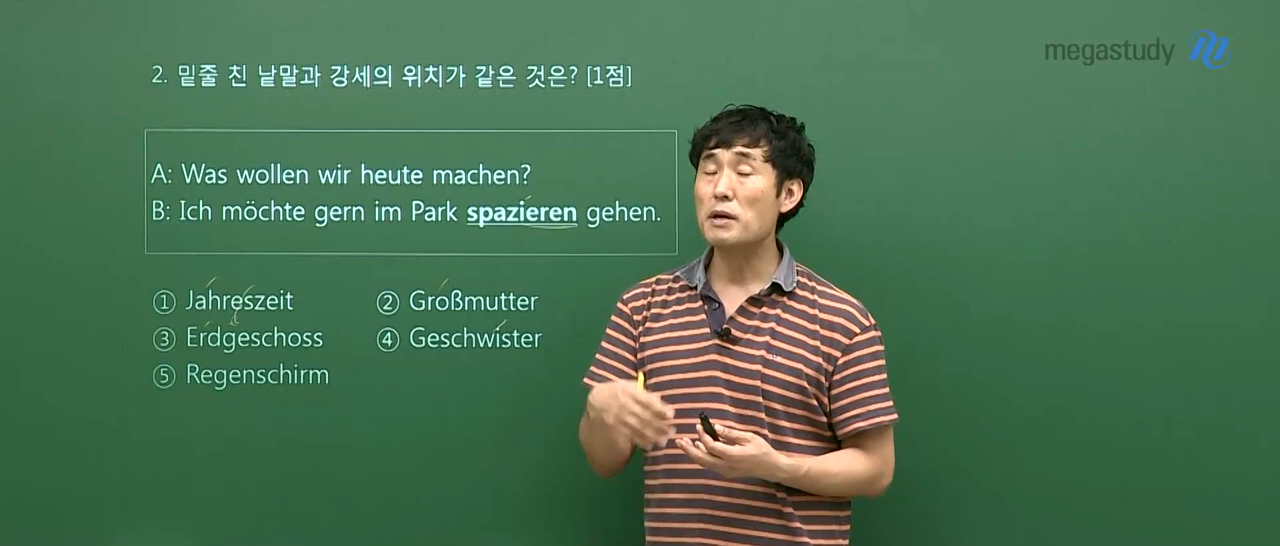 megastudy
2. 밑줄 친 낱말과 강세의 위치가 같은 것은? [1점]
A: Was wollen wir heute machen?
B: Ich möchte gern im Park spazieren gehen.
① Jahreszeit ② Großmutter
③ Erdgeschoss ④ Geschwister
⑤ Regenschirm